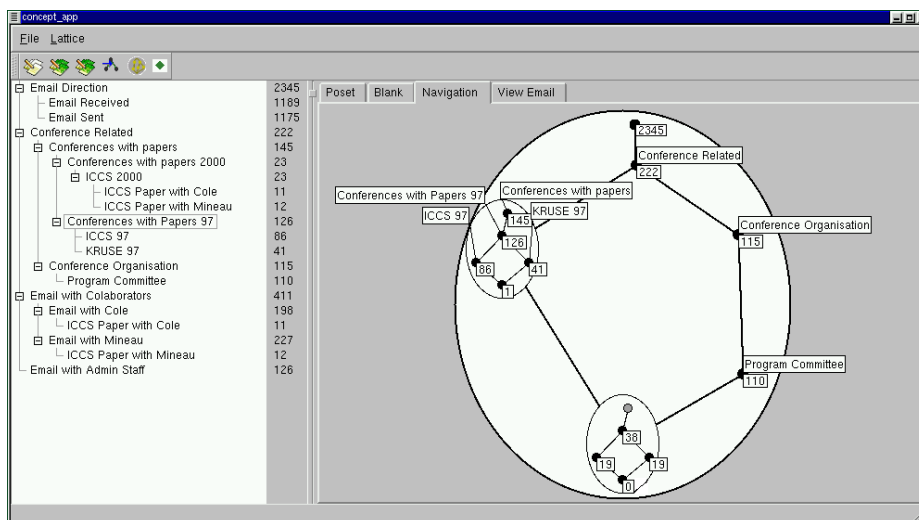 concept_app
File Lattice
Email Direction 2345
Email Received 1189
Email Sent 1175
Conference Related 222
Conferences with papers 145
Conferences with papers 2000 23
ICCS 2000 23
ICCS Paper with Cole 11
ICCS Paper with Mineau 12
Conferences with Papers 97 126
ICCS 97 86
KRUSE 97 41
Conference Organisation 115
Program Committee 110
Email with Colaborators 411
Email with Cole 198
ICCS Paper with Cole 11
Email with Mineau 227
ICCS Paper with Mineau 12
Email with Admin Staff 126
Poset Blank Navigation View Email
2345
Conference Related
222
Conferences with Papers 97 Conferences with papers
ICCS 97 KRUSE 97
145
126
86 41
1
Conference Organisation
115
Program Committee
110
38
19 19
0